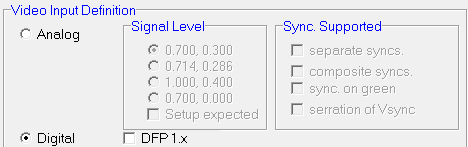 Video Input Definition
Analog
Signal Level
0.700, 0.300
0.714, 0.286
1.000, 0.400
0.700, 0.000
Setup expected
Sync. Supported
separate syncs.
composite syncs.
sync. on green
serration of Vsync
Digital
DFP 1.x